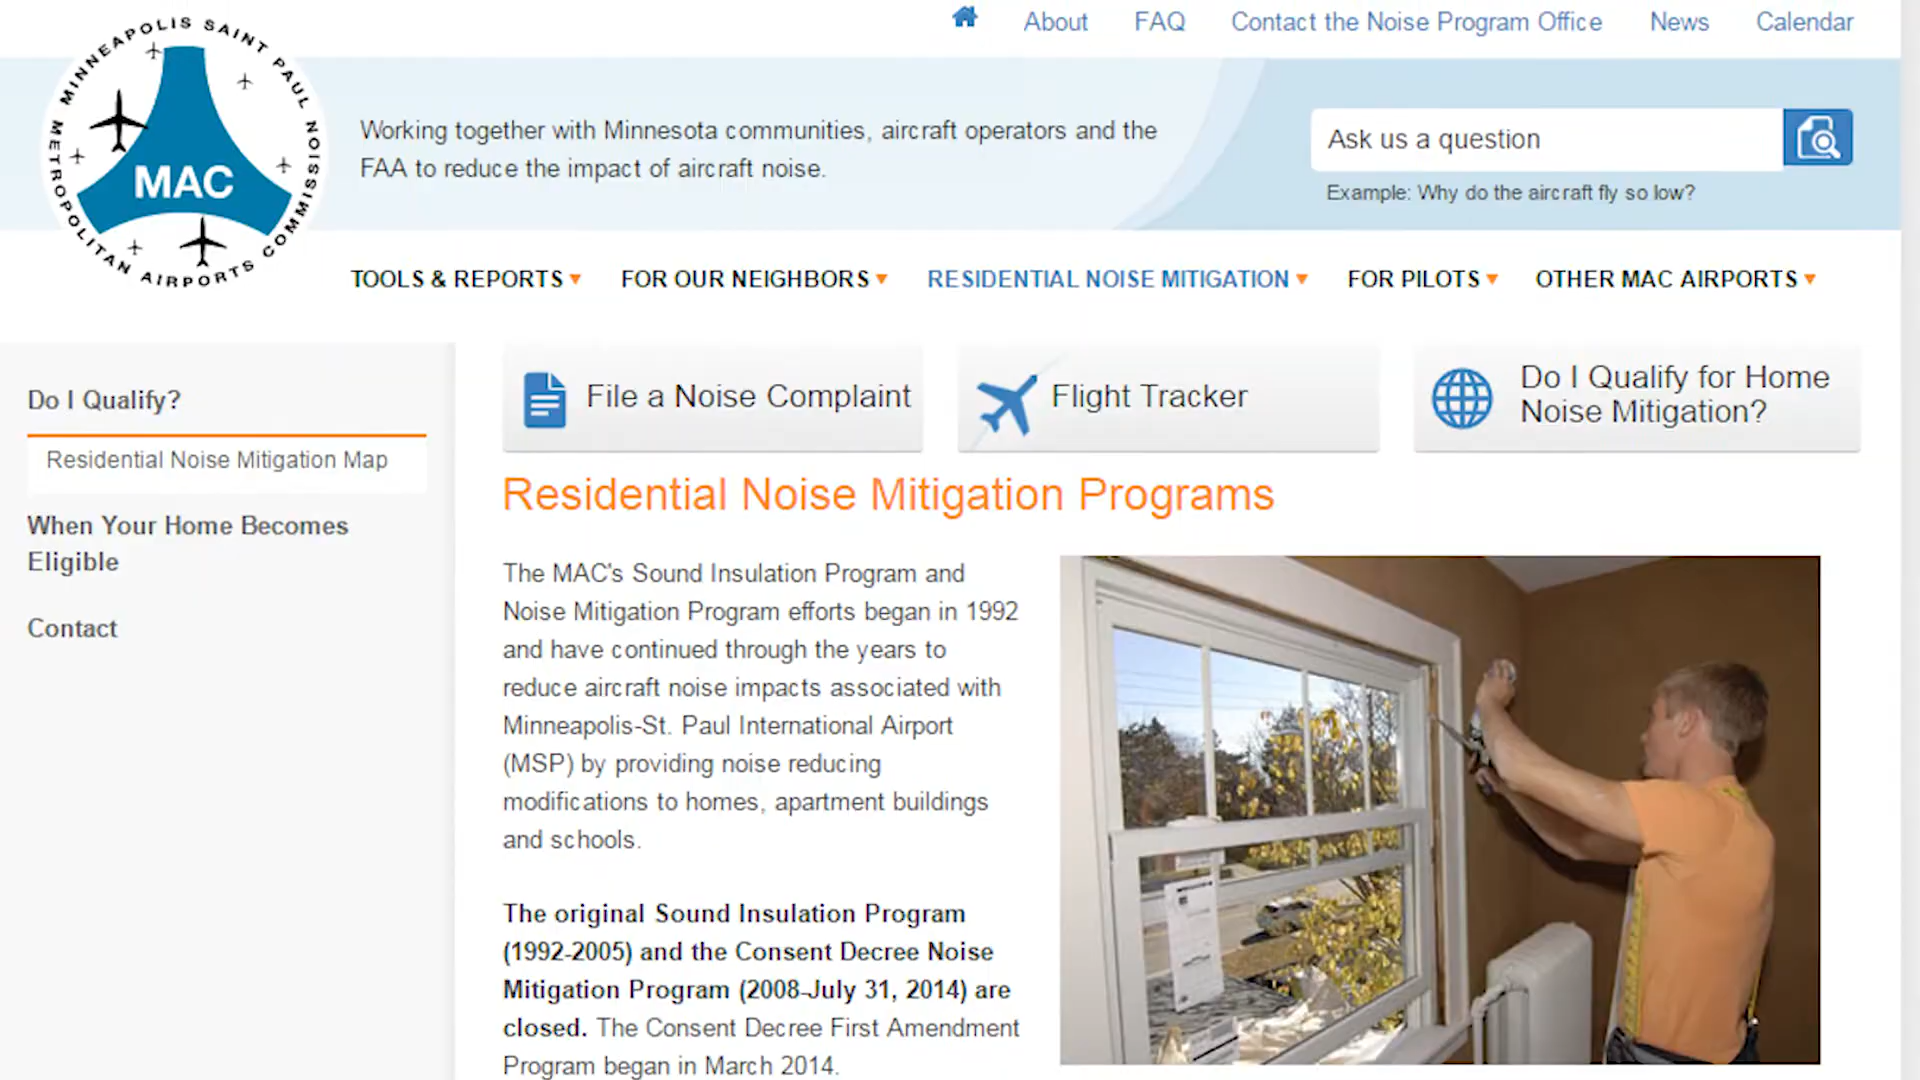 MINNEAPOLIS SAINT PAUL
METROPOLITAN AIRPORTS COMMISSION
MAC
About FAQ Contact the Noise Program Office News Calendar
Working together with Minnesota communities, aircraft operators and the
FAA to reduce the impact of aircraft noise.
Ask us a question
Example: Why do the aircraft fly so low?
TOOLS & REPORTS FOR OUR NEIGHBORS RESIDENTIAL NOISE MITIGATION FOR PILOTS OTHER MAC AIRPORTS
Do I Qualify?
Residential Noise Mitigation Map
When Your Home Becomes
Eligible
Contact
File a Noise Complaint
Flight Tracker
Do I Qualify for Home
Noise Mitigation?
Residential Noise Mitigation Programs
The MAC's Sound Insulation Program and
Noise Mitigation Program efforts began in 1992
and have continued through the years to
reduce aircraft noise impacts associated with
Minneapolis-St. Paul International Airport
(MSP) by providing noise reducing
modifications to homes, apartment buildings
and schools.
The original Sound Insulation Program
(1992-2005) and the Consent Decree Noise
Mitigation Program (2008-July 31, 2014) are
closed. The Consent Decree First Amendment
Program began in March 2014.